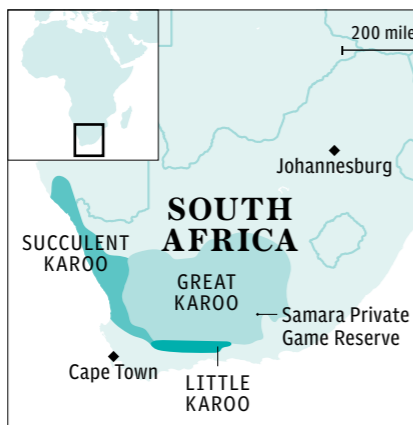 200 mile
Johannesburg
SOUTH
AFRICA
SUCCULENT
KAROO
GREAT
KAROO
Samara Private
Game Reserve
Cape Town
LITTLE
KAROO